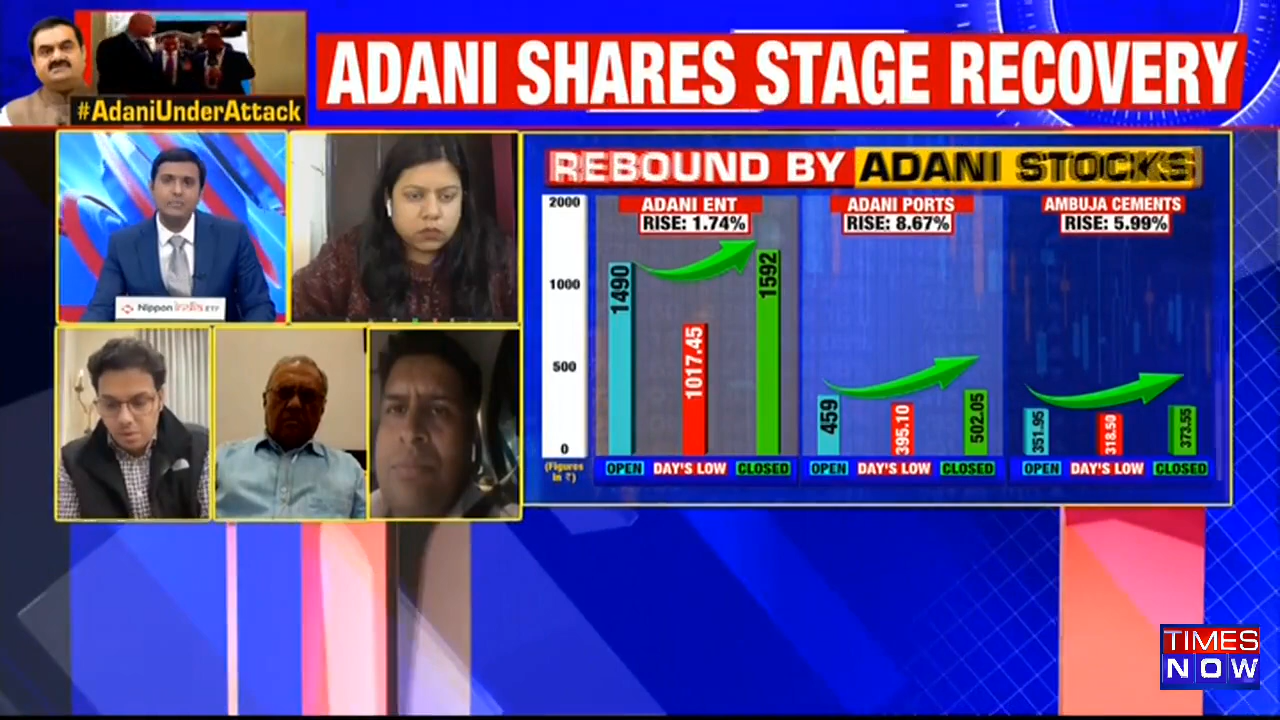 ADANI SHARES STAGE RECOVERY
#AdaniUnderAttack
REBOUND BY ADANI STOCKS
ADANI ENT
RISE: 1.74%
ADANI PORTS
RISE: 8.67%
AMBUJA CEMENTS
RISE: 5.99%
2000
1000
500
0
(Figures
in ₹)
1490
1017.45
1592
459
395.10
502.05
351.95
318.50
373.55
OPEN DAY'S LOW CLOSED
OPEN DAY'S LOW CLOSED
OPEN DAY'S LOW CLOSED
Nippon india ETF
TIMES
NOW